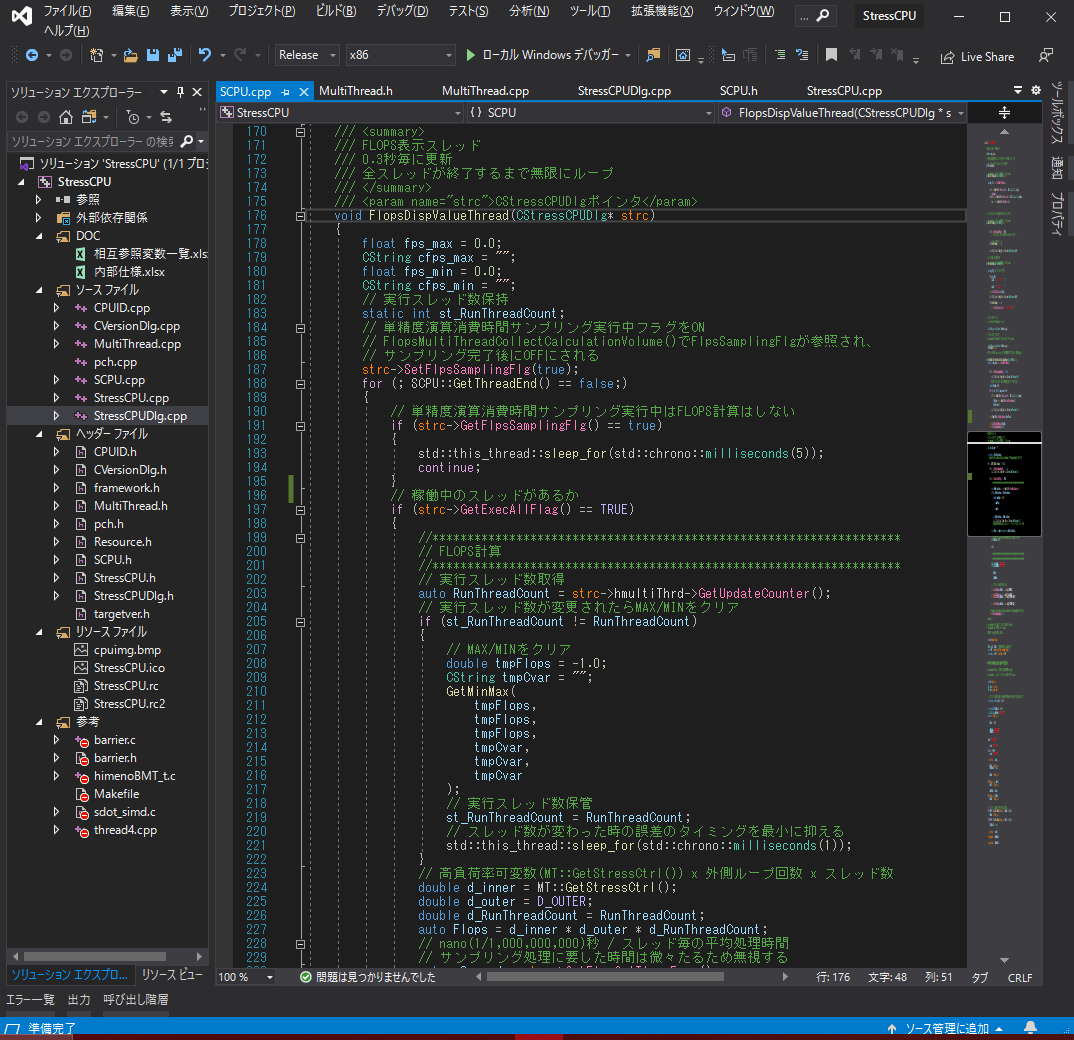 ファイル(F) 編集(E) 表示(V) プロジェクト(P) ビルド(B) デバッグ(D) テスト(S) 分析(N) ツール(T) 拡張機能(X) ウィンドウ(W) ... StressCPU
ヘルプ(H)
Release x86 ローカル Windows デバッガー Live Share
ソリューション エクスプローラー
ソリューション エクスプローラー の検索
ソリューション 'StressCPU' (1/1 プロ
StressCPU
参照
外部依存関係
DOC
相互参照変数一覧.xls
内部仕様.xlsx
ソース ファイル
CPUID.cpp
CVersionDlg.cpp
MultiThread.cpp
pch.cpp
SCPU.cpp
StressCPU.cpp
StressCPUDlg.cpp
ヘッダー ファイル
CPUID.h
CVersionDlg.h
framework.h
MultiThread.h
pch.h
Resource.h
SCPU.h
StressCPU.h
StressCPUDlg.h
targetver.h
リソース ファイル
cpuimg.bmp
StressCPU.ico
StressCPU.rc
StressCPU.rc2
参考
barrier.c
barrier.h
himenoBMT_t.c
Makefile
sdot_simd.c
thread4.cpp
ソリューション エクスプロ... リソース ビュー
SCPU.cpp MultiThread.h MultiThread.cpp StressCPUDlg.cpp SCPU.h StressCPU.cpp
StressCPU {} SCPU FlopsDispValueThread(CStressCPUDlg * s
170 /// <summary>
171 /// FLOPS表示スレッド
172 /// 0.3秒毎に更新
173 /// 全スレッドが終了するまで無限にループ
174 /// </summary>
175 /// <param name="strc">CStressCPUDlgポインタ</param>
176 void FlopsDispValueThread(CStressCPUDlg* strc)
177 {
178 float fps_max = 0.0;
179 CString cfps_max = "";
180 float fps_min = 0.0;
181 CString cfps_min = "";
182 // 実行スレッド数保持
183 static int st_RunThreadCount;
184 // 単精度演算消費時間サンプリング実行中フラグをON
185 // FlopsMultiThreadCollectCalculationVolume()でFlpsSamplingFlgが参照され、
186 // サンプリング完了後にOFFにされる
187 strc->SetFlpsSamplingFlg(true);
188 for (; SCPU::GetThreadEnd() == false;)
189 {
190 // 単精度演算消費時間サンプリング実行中はFLOPS計算はしない
191 if (strc->GetFlpsSamplingFlg() == true)
192 {
193 std::this_thread::sleep_for(std::chrono::milliseconds(5));
194 continue;
195 }
196 // 稼働中のスレッドがあるか
197 if (strc->GetExecAllFlag() == TRUE)
198 {
199 //*******************************************************************
200 // FLOPS計算
201 //*******************************************************************
202 // 実行スレッド数取得
203 auto RunThreadCount = strc->hmultiThrd->GetUpdateCounter();
204 // 実行スレッド数が変更されたらMAX/MINをクリア
205 if (st_RunThreadCount != RunThreadCount)
206 {
207 // MAX/MINをクリア
208 double tmpFlops = -1.0;
209 CString tmpCvar = "";
210 GetMinMax(
211 tmpFlops,
212 tmpFlops,
213 tmpFlops,
214 tmpCvar,
215 tmpCvar,
216 tmpCvar
217 );
218 // 実行スレッド数保管
219 st_RunThreadCount = RunThreadCount;
220 // スレッド数が変わった時の誤差のタイミングを最小に抑える
221 std::this_thread::sleep_for(std::chrono::milliseconds(1));
222 }
223 // 高負荷率可変数(MT::GetStressCtrl()) x 外側ループ回数 x スレッド数
224 double d_inner = MT::GetStressCtrl();
225 double d_outer = D_OUTER;
226 double d_RunThreadCount = RunThreadCount;
227 auto Flops = d_inner * d_outer * d_RunThreadCount;
228 // nano(1/1,000,000,000)秒 / スレッド毎の平均処理時間
229 // サンプリング処理に要した時間は微々たるため無視する
100 % 問題は見つかりませんでした 行: 176 文字: 48 列: 51 タブ CRLF
ツールボックス
通知
プロパティ
エラー一覧 出力 呼び出し階層
準備完了 ソース管理に追加